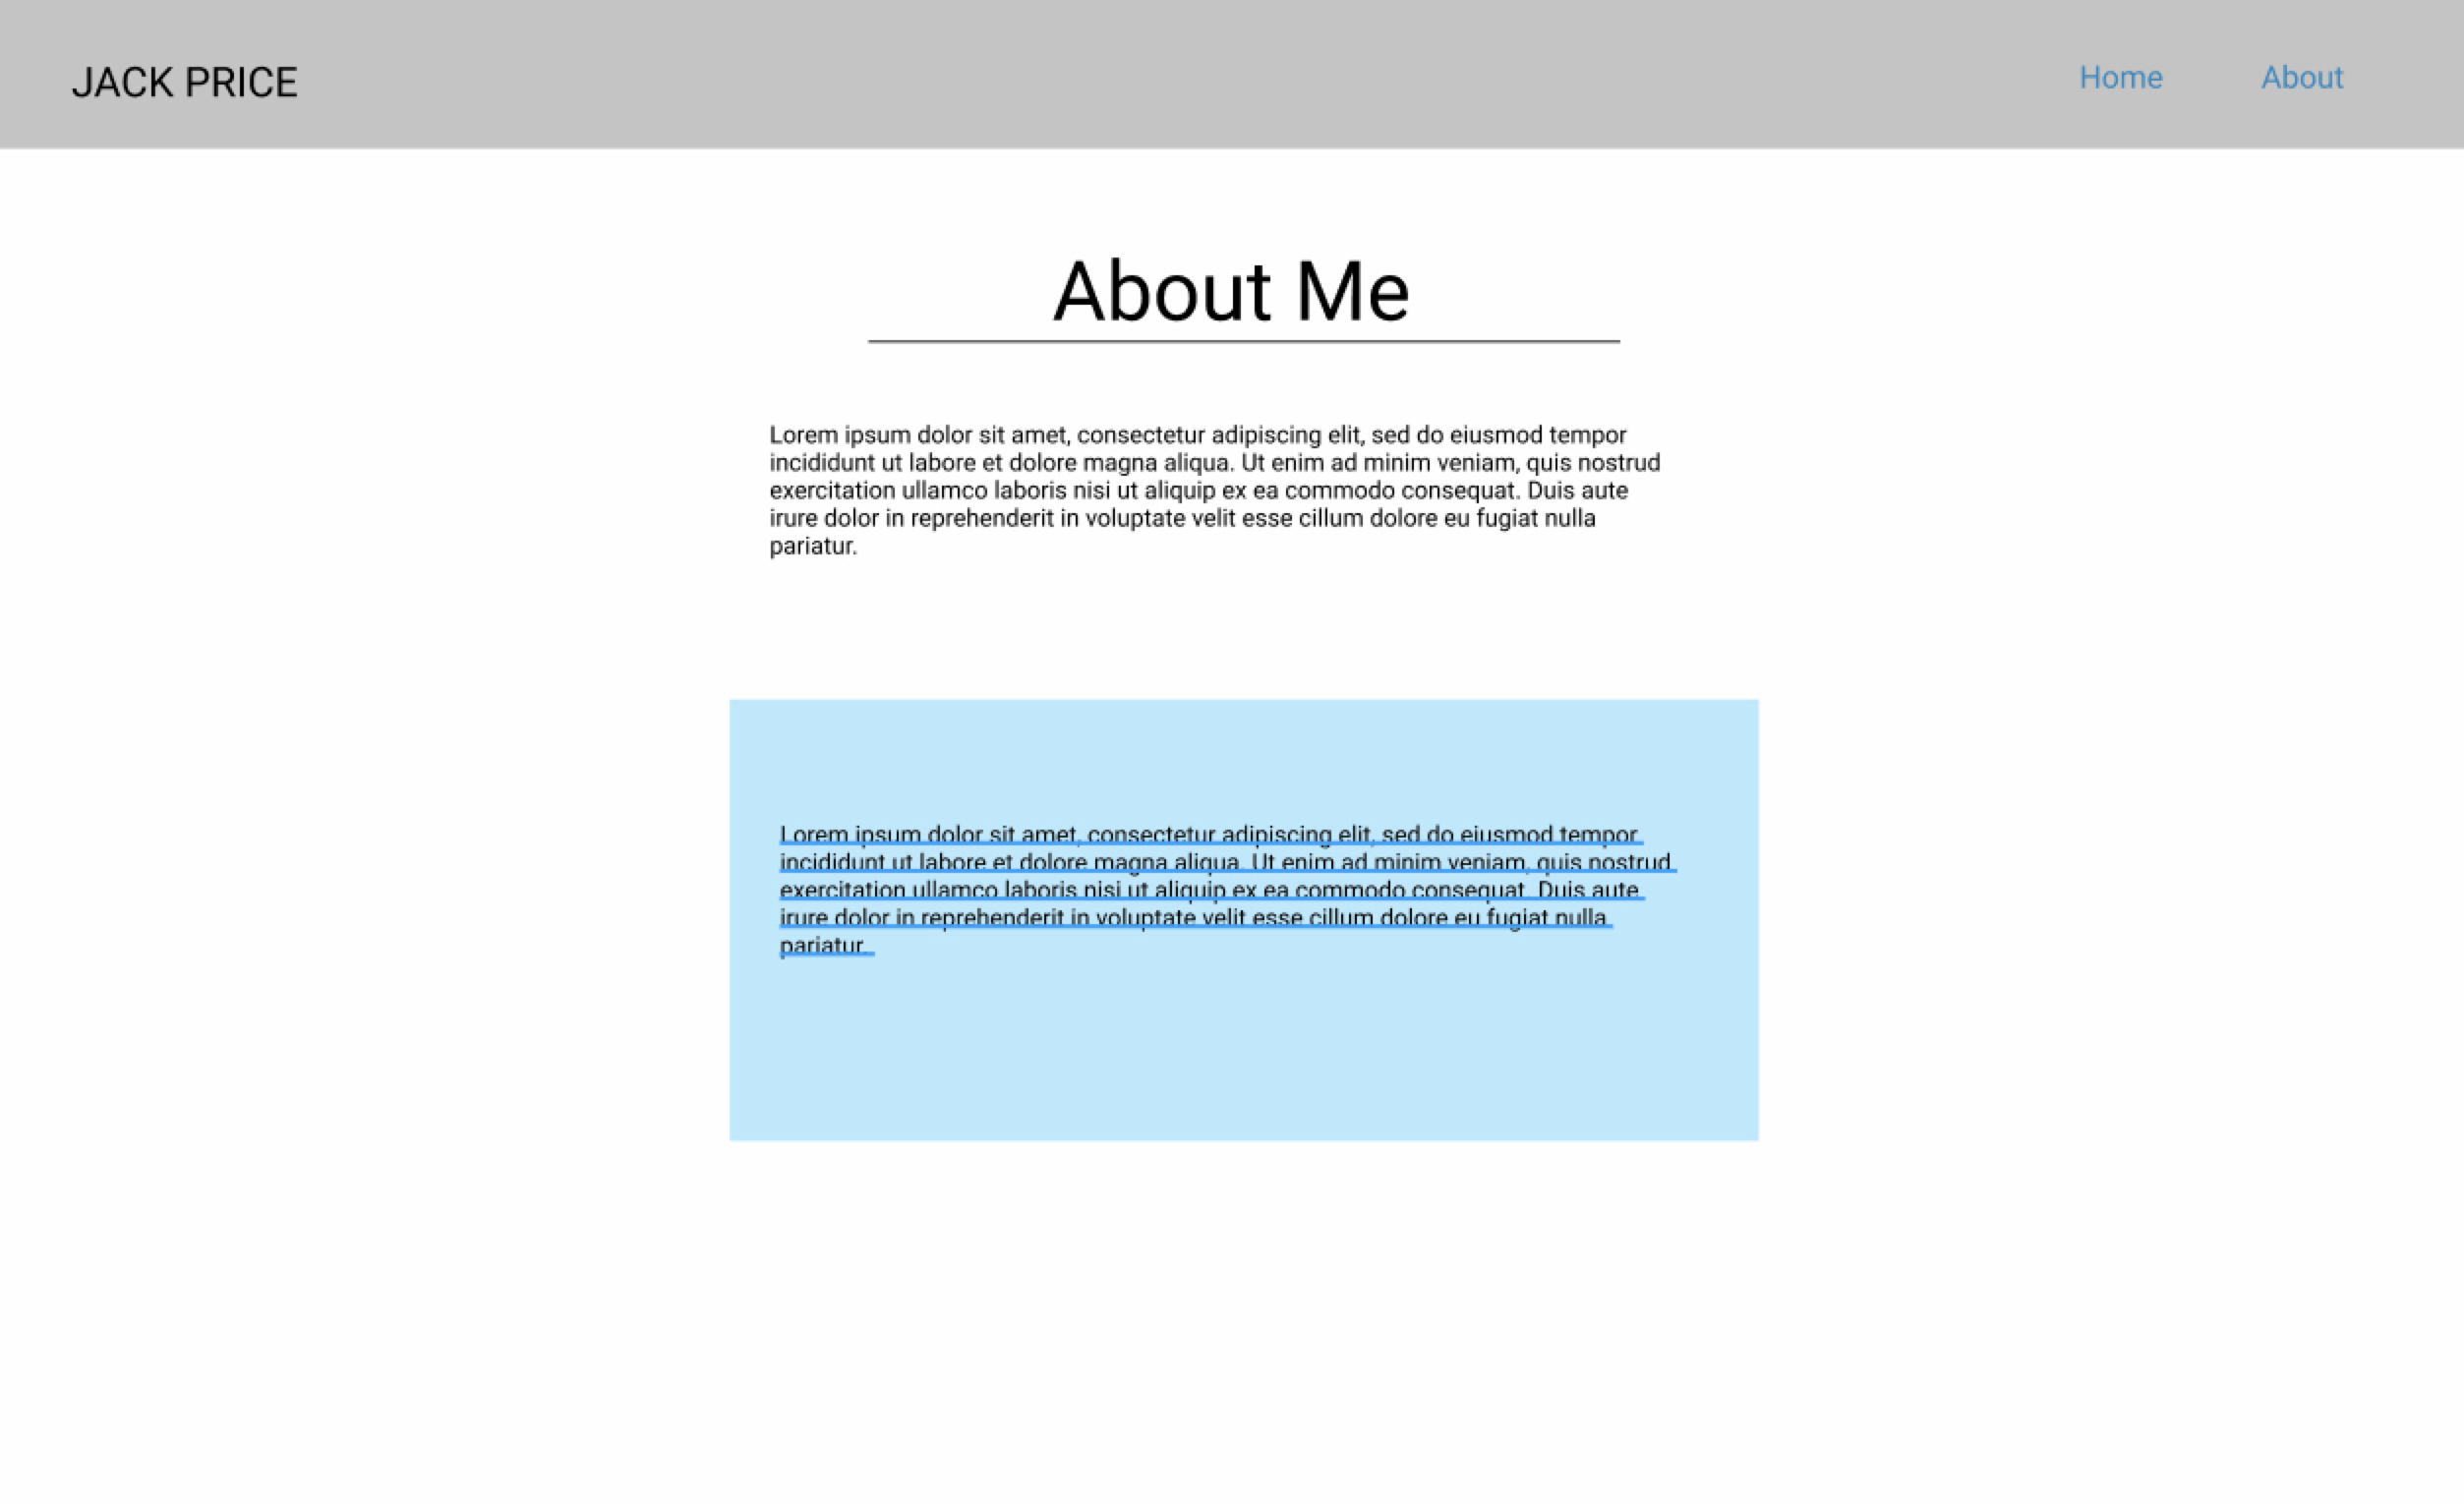 JACK PRICE
Home
About
About Me
Lorem ipsum dolor sit amet, consectetur adipiscing elit, sed do eiusmod tempor
incididunt ut labore et dolore magna aliqua. Ut enim ad minim veniam, quis nostrud
exercitation ullamco laboris nisi ut aliquip ex ea commodo consequat. Duis aute
irure dolor in reprehenderit in voluptate velit esse cillum dolore eu fugiat nulla
pariatur.
Lorem ipsum dolor sit amet, consectetur adipiscing elit, sed do eiusmod tempor
incididunt ut labore et dolore magna aliqua. Ut enim ad minim veniam, quis nostrud
exercitation ullamco laboris nisi ut aliquip ex ea commodo consequat. Duis aute
irure dolor in reprehenderit in voluptate velit esse cillum dolore eu fugiat nulla
pariatur.